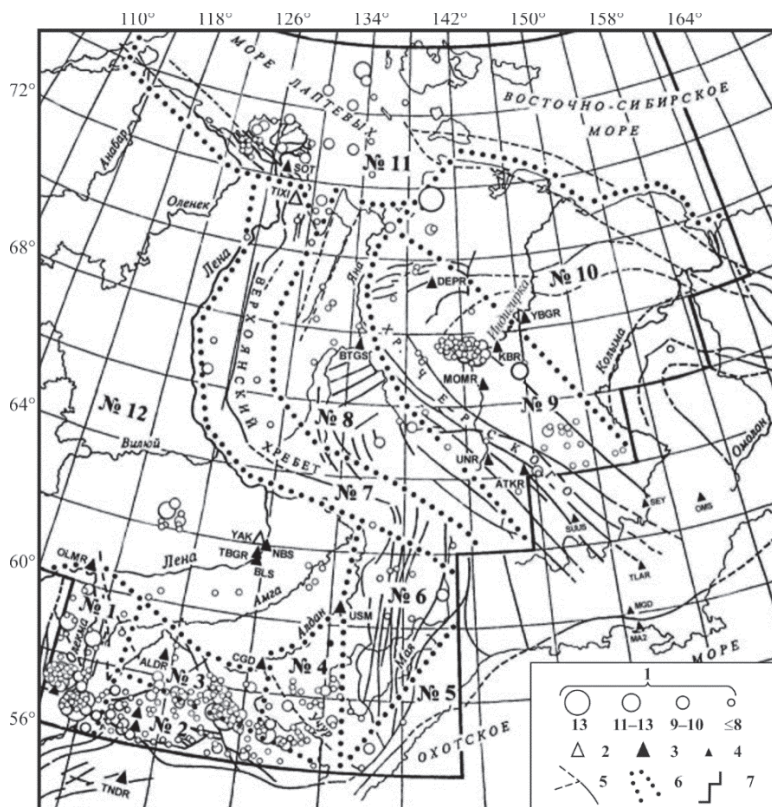 110° 118° 126° 134° 142° 150° 158° 164°
72°
68°
64°
60°
56°
МОРЕ ЛАПТЕВЫХ
ВОСТОЧНО-СИБИРСКОЕ
МОРЕ
Анабар
№ 11
SOT
TIXI
Оленек
Лена
ВЕРХОЯНСКИЙ
ХРЕБЕТ
Яна
DEPR
№ 10
Индигирка
YBGR
BTGS
KBR
ХР. ЧЕРСКОГО
MOMR
Колыма
№ 12
№ 8
№ 9
Омолон
Вилюй
UNR
ATKR
№ 7
SEY
OMS
SUUS
YAK
NBS
TBGR
BLS
OLMR
Лена
TLAR
Амга
№ 6
MGD
MA2
№ 1
Алдан
USM
МОРЕ
ALDR
CGD
№ 4
№ 3
Мая
№ 5
№ 2
Учур
ОХОТСКОЕ
TNDR
1
13 11–13 9–10 ≤8
2 3 4
5 6 7